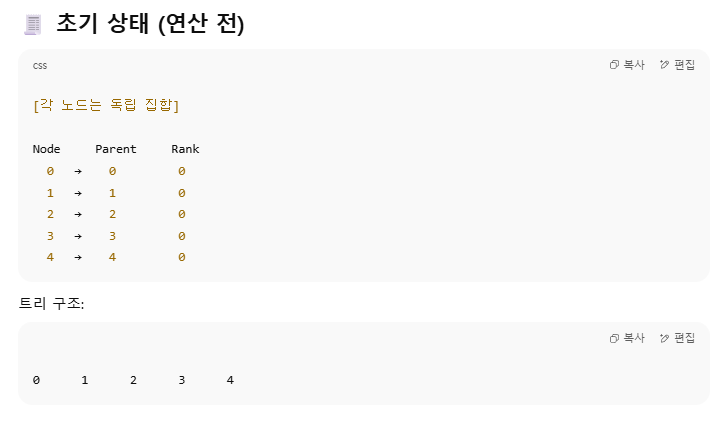 🧾 초기 상태 (연산 전)
css
복사 편집
[각 노드는 독립 집합]
Node Parent Rank
0 → 0 0
1 → 1 0
2 → 2 0
3 → 3 0
4 → 4 0
트리 구조:
복사 편집
0 1 2 3 4